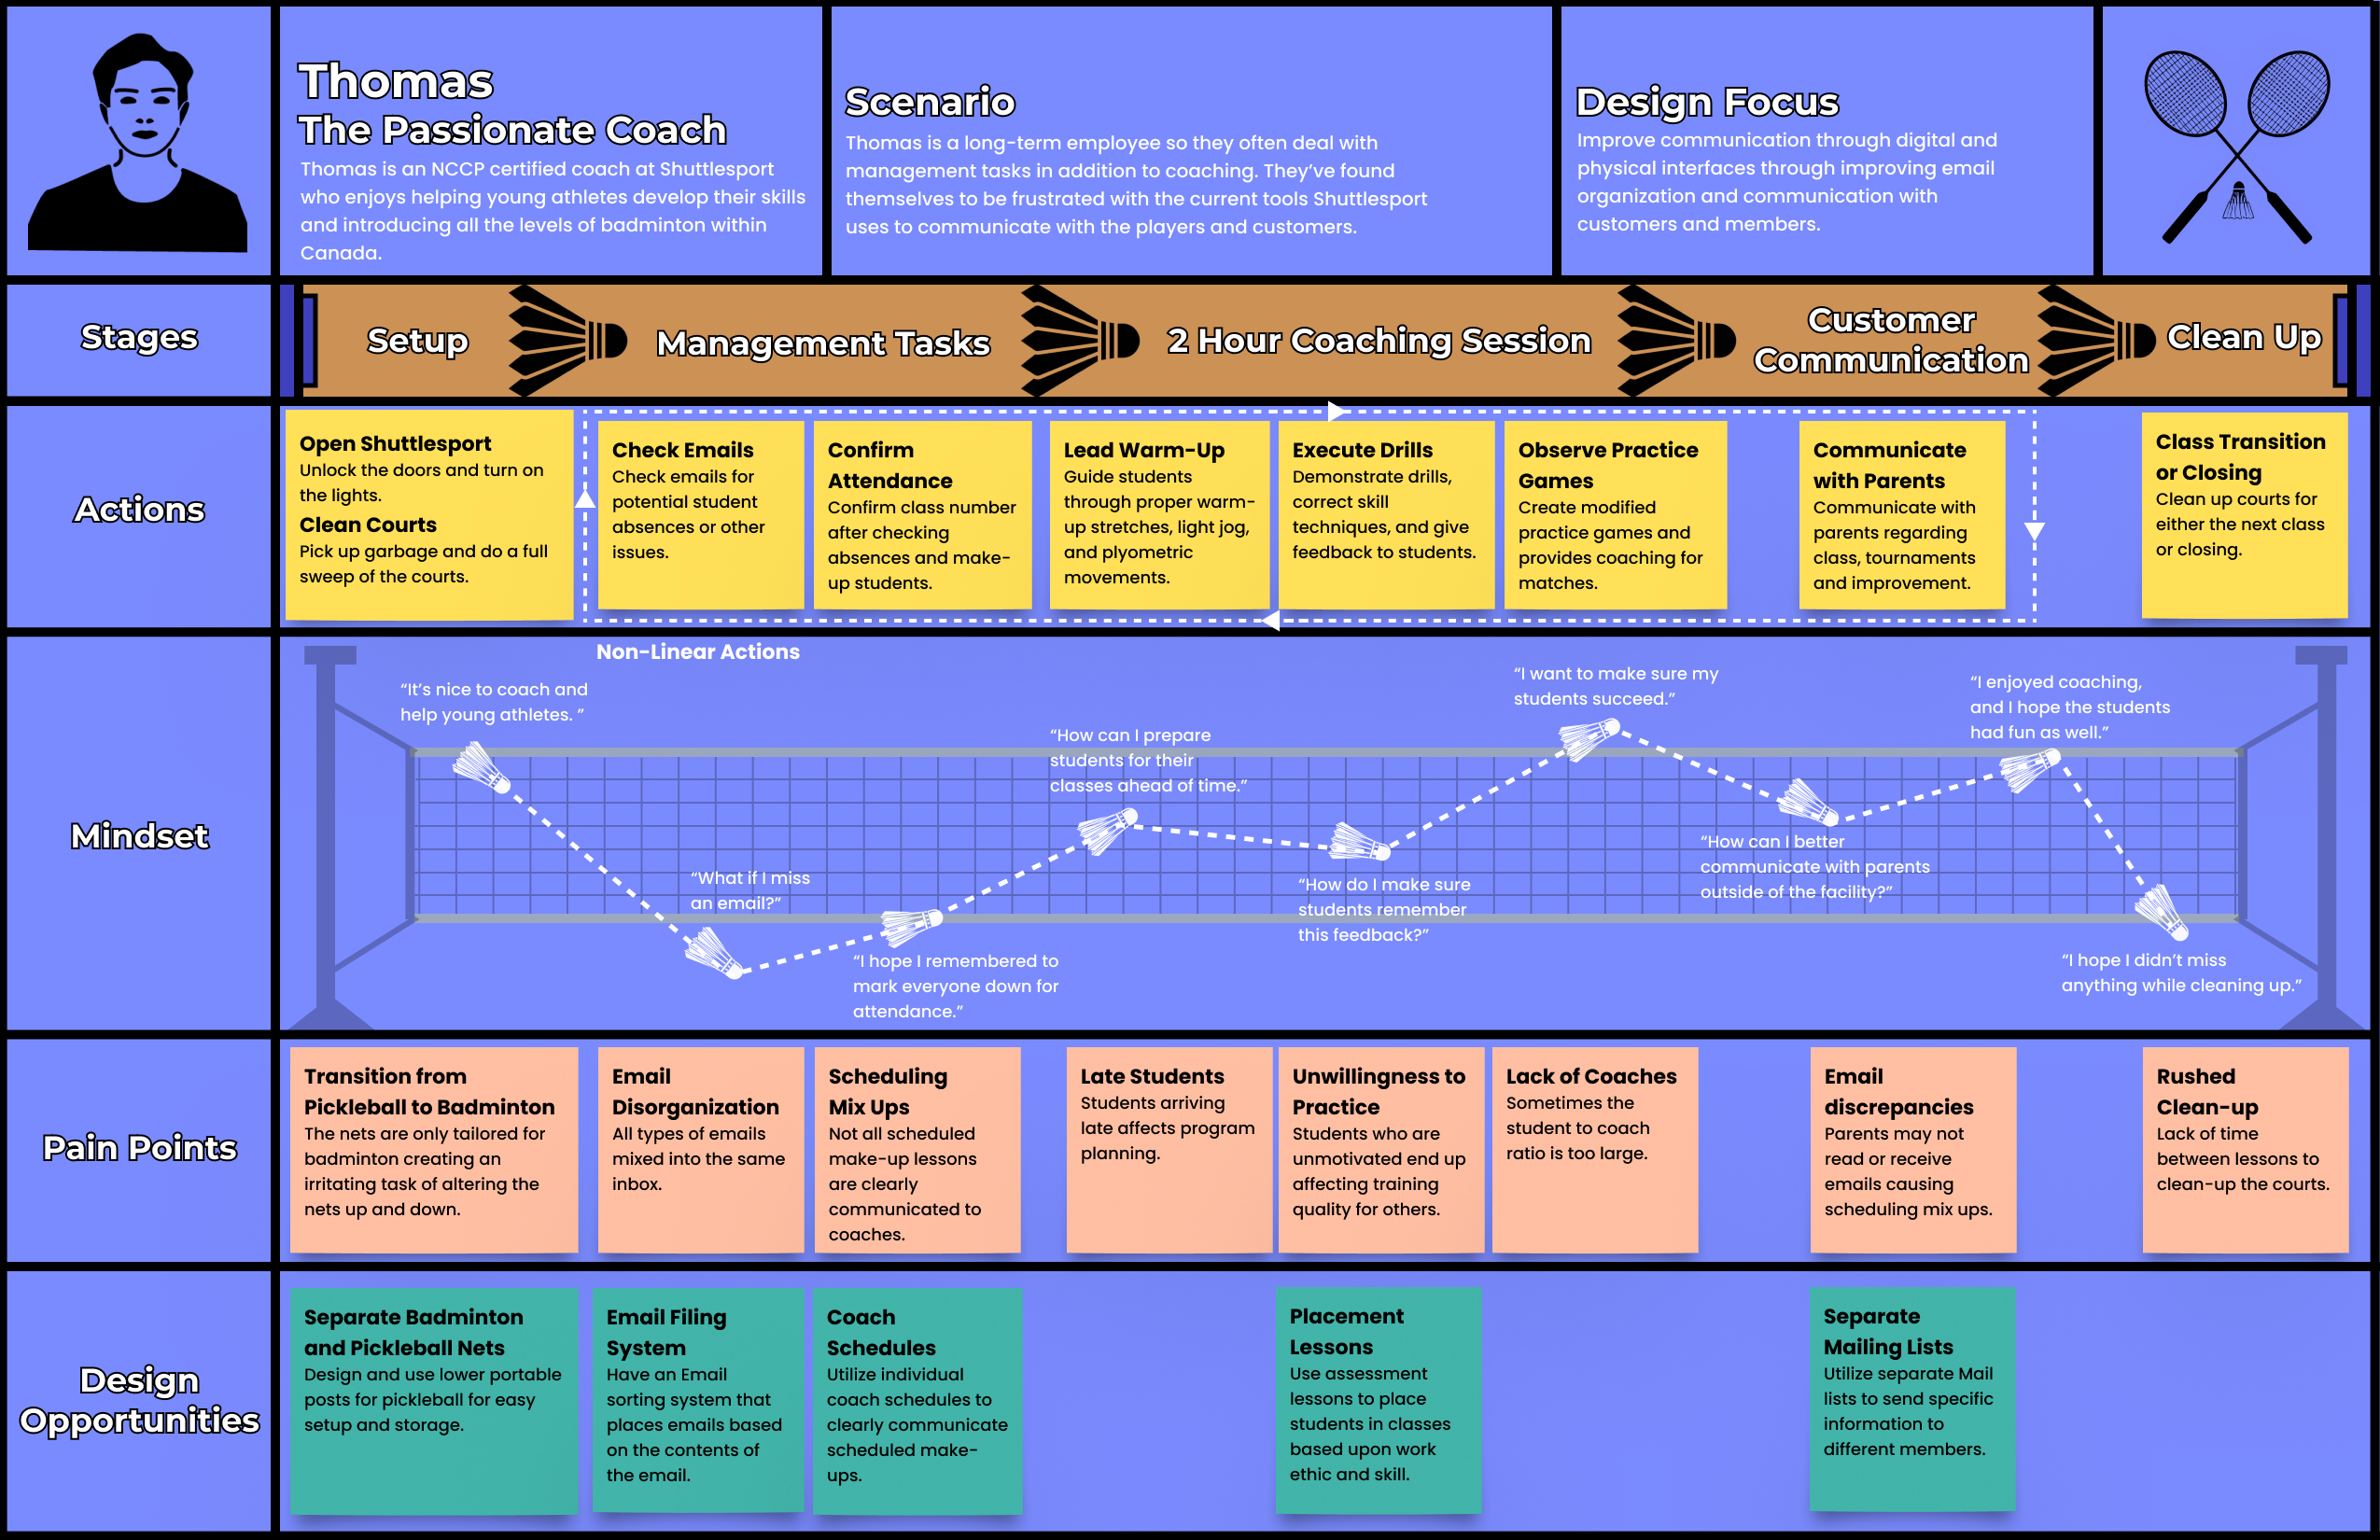 Thomas
The Passionate Coach
Thomas is an NCCP certified coach at Shuttlesport
who enjoys helping young athletes develop their skills
and introducing all the levels of badminton within
Canada.
Scenario
Thomas is a long-term employee so they often deal with
management tasks in addition to coaching. They’ve found
themselves to be frustrated with the current tools Shuttlesport
uses to communicate with the players and customers.
Design Focus
Improve communication through digital and
physical interfaces through improving email
organization and communication with
customers and members.
Stages
Setup
Management Tasks
2 Hour Coaching Session
Customer
Communication
Clean Up
Actions
Open Shuttlesport
Unlock the doors and turn on
the lights.
Clean Courts
Pick up garbage and do a full
sweep of the courts.
Check Emails
Check emails for
potential student
absences or other
issues.
Confirm
Attendance
Confirm class number
after checking
absences and make-
up students.
Lead Warm-Up
Guide students
through proper warm-
up stretches, light jog,
and plyometric
movements.
Execute Drills
Demonstrate drills,
correct skill
techniques, and give
feedback to students.
Observe Practice
Games
Create modified
practice games and
provides coaching for
matches.
Communicate
with Parents
Communicate with
parents regarding
class, tournaments
and improvement.
Class Transition
or Closing
Clean up courts for
either the next class
or closing.
Non-Linear Actions
Mindset
“It’s nice to coach and
help young athletes. ”
“What if I miss
an email?”
“I hope I remembered to
mark everyone down for
attendance.”
“How can I prepare
students for their
classes ahead of time.”
“How do I make sure
students remember
this feedback?”
“I want to make sure my
students succeed.”
“How can I better
communicate with parents
outside of the facility?”
“I enjoyed coaching,
and I hope the students
had fun as well.”
“I hope I didn’t miss
anything while cleaning up.”
Pain Points
Transition from
Pickleball to Badminton
The nets are only tailored for
badminton creating an
irritating task of altering the
nets up and down.
Email
Disorganization
All types of emails
mixed into the same
inbox.
Scheduling
Mix Ups
Not all scheduled
make-up lessons
are clearly
communicated to
coaches.
Late Students
Students arriving
late affects program
planning.
Unwillingness to
Practice
Students who are
unmotivated end up
affecting training
quality for others.
Lack of Coaches
Sometimes the
student to coach
ratio is too large.
Email
discrepancies
Parents may not
read or receive
emails causing
scheduling mix ups.
Rushed
Clean-up
Lack of time
between lessons to
clean-up the courts.
Design
Opportunities
Separate Badminton
and Pickleball Nets
Design and use lower portable
posts for pickleball for easy
setup and storage.
Email Filing
System
Have an Email
sorting system that
places emails based
on the contents of
the email.
Coach
Schedules
Utilize individual
coach schedules to
clearly communicate
scheduled make-
ups.
Placement
Lessons
Use assessment
lessons to place
students in classes
based upon work
ethic and skill.
Separate
Mailing Lists
Utilize separate Mail
lists to send specific
information to
different members.